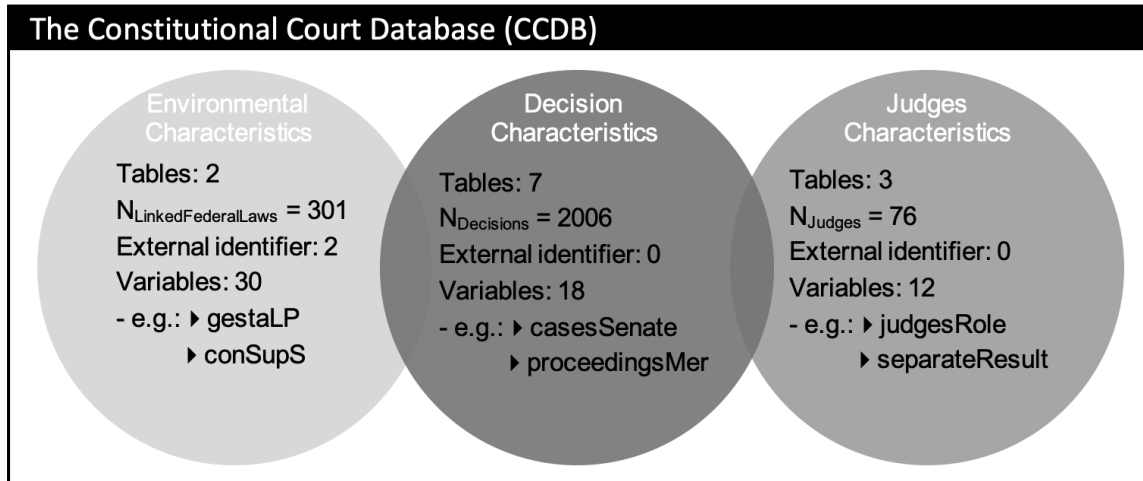 The Constitutional Court Database (CCDB)
Environmental
Characteristics
Tables: 2
NLinkedFederalLaws = 301
External identifier: 2
Variables: 30
- e.g.: ▸ gestaLP
▸ conSupS
Decision
Characteristics
Tables: 7
NDecisions = 2006
External identifier: 0
Variables: 18
- e.g.: ▸ casesSenate
▸ proceedingsMer
Judges
Characteristics
Tables: 3
NJudges = 76
External identifier: 0
Variables: 12
- e.g.: ▸ judgesRole
▸ separateResult